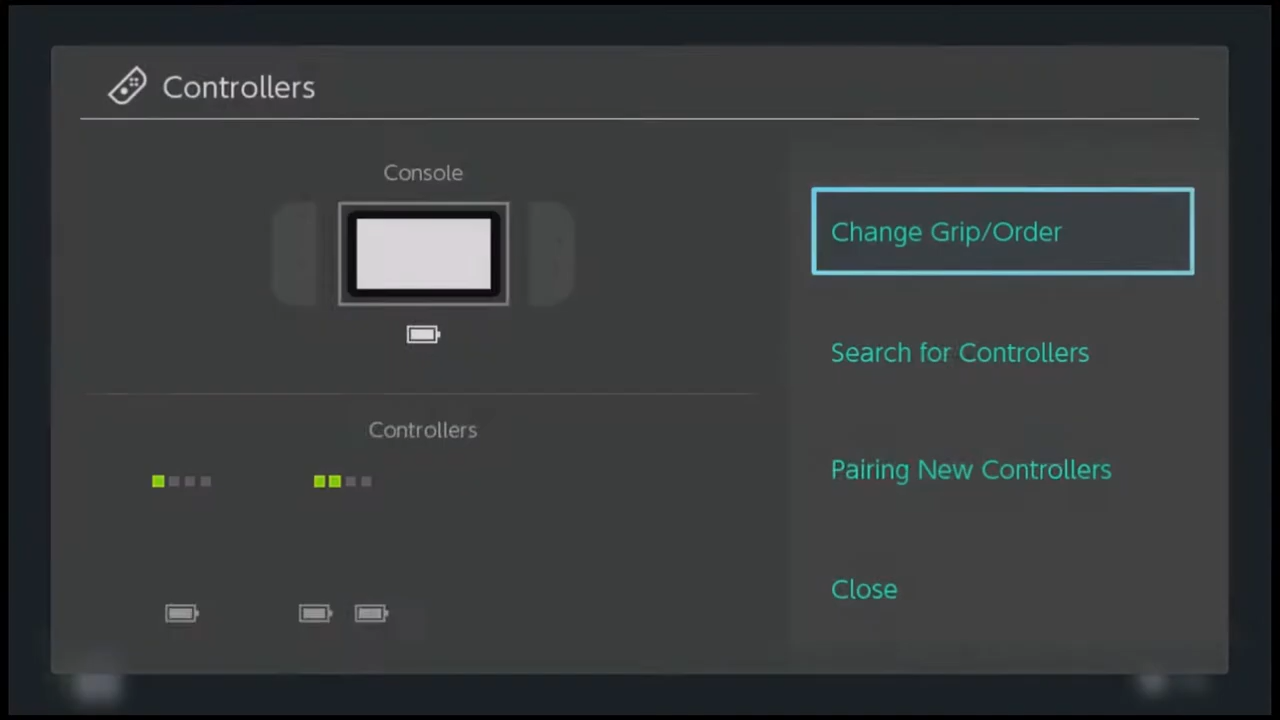 Controllers
Console
Controllers
Change Grip/Order
Search for Controllers
Pairing New Controllers
Close